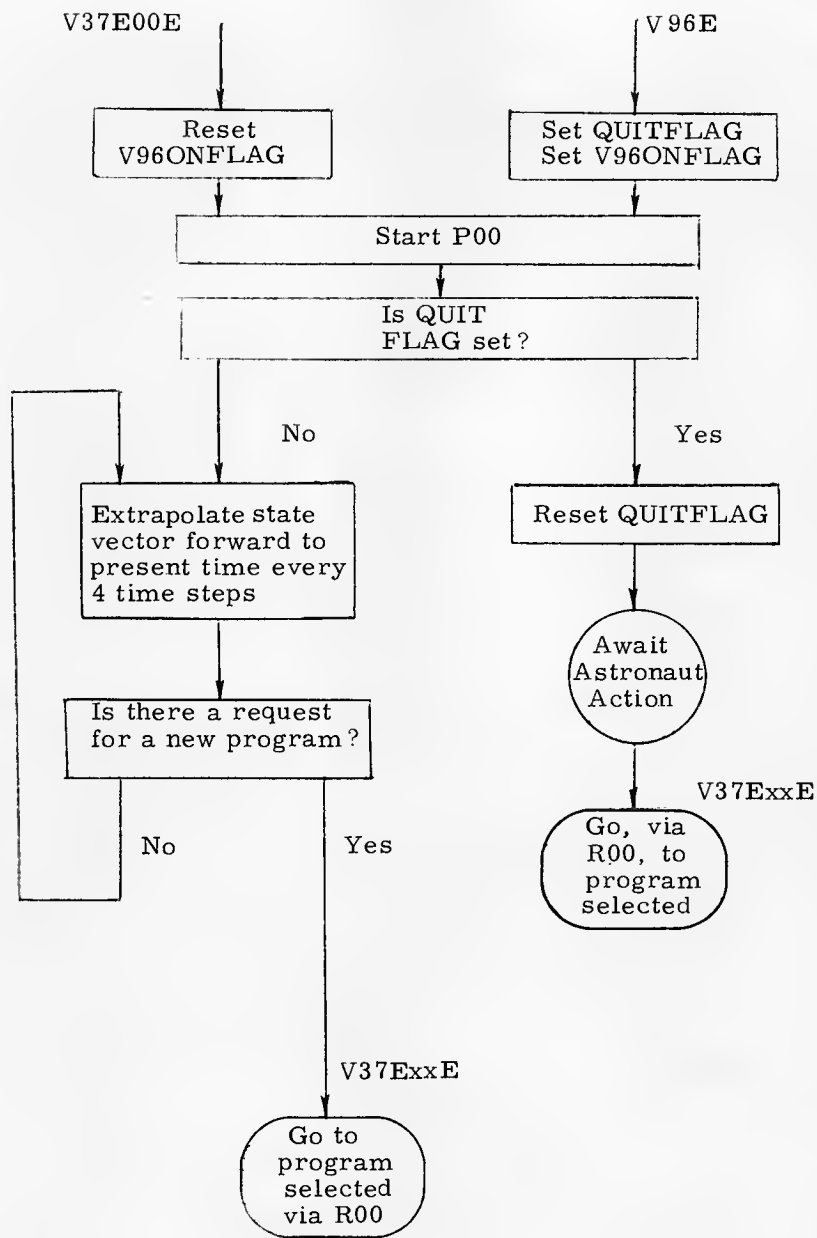 V37E00E
V96E
Reset
V96ONFLAG
Set QUITFLAG
Set V96ONFLAG
Start P00
Is QUIT
FLAG set?
No
Yes
Extrapolate state
vector forward to
present time every
4 time steps
Reset QUITFLAG
Await
Astronaut
Action
Is there a request
for a new program?
No
Yes
V37ExxE
Go, via
R00, to
program
selected
V37ExxE
Go to
program
selected
via R00